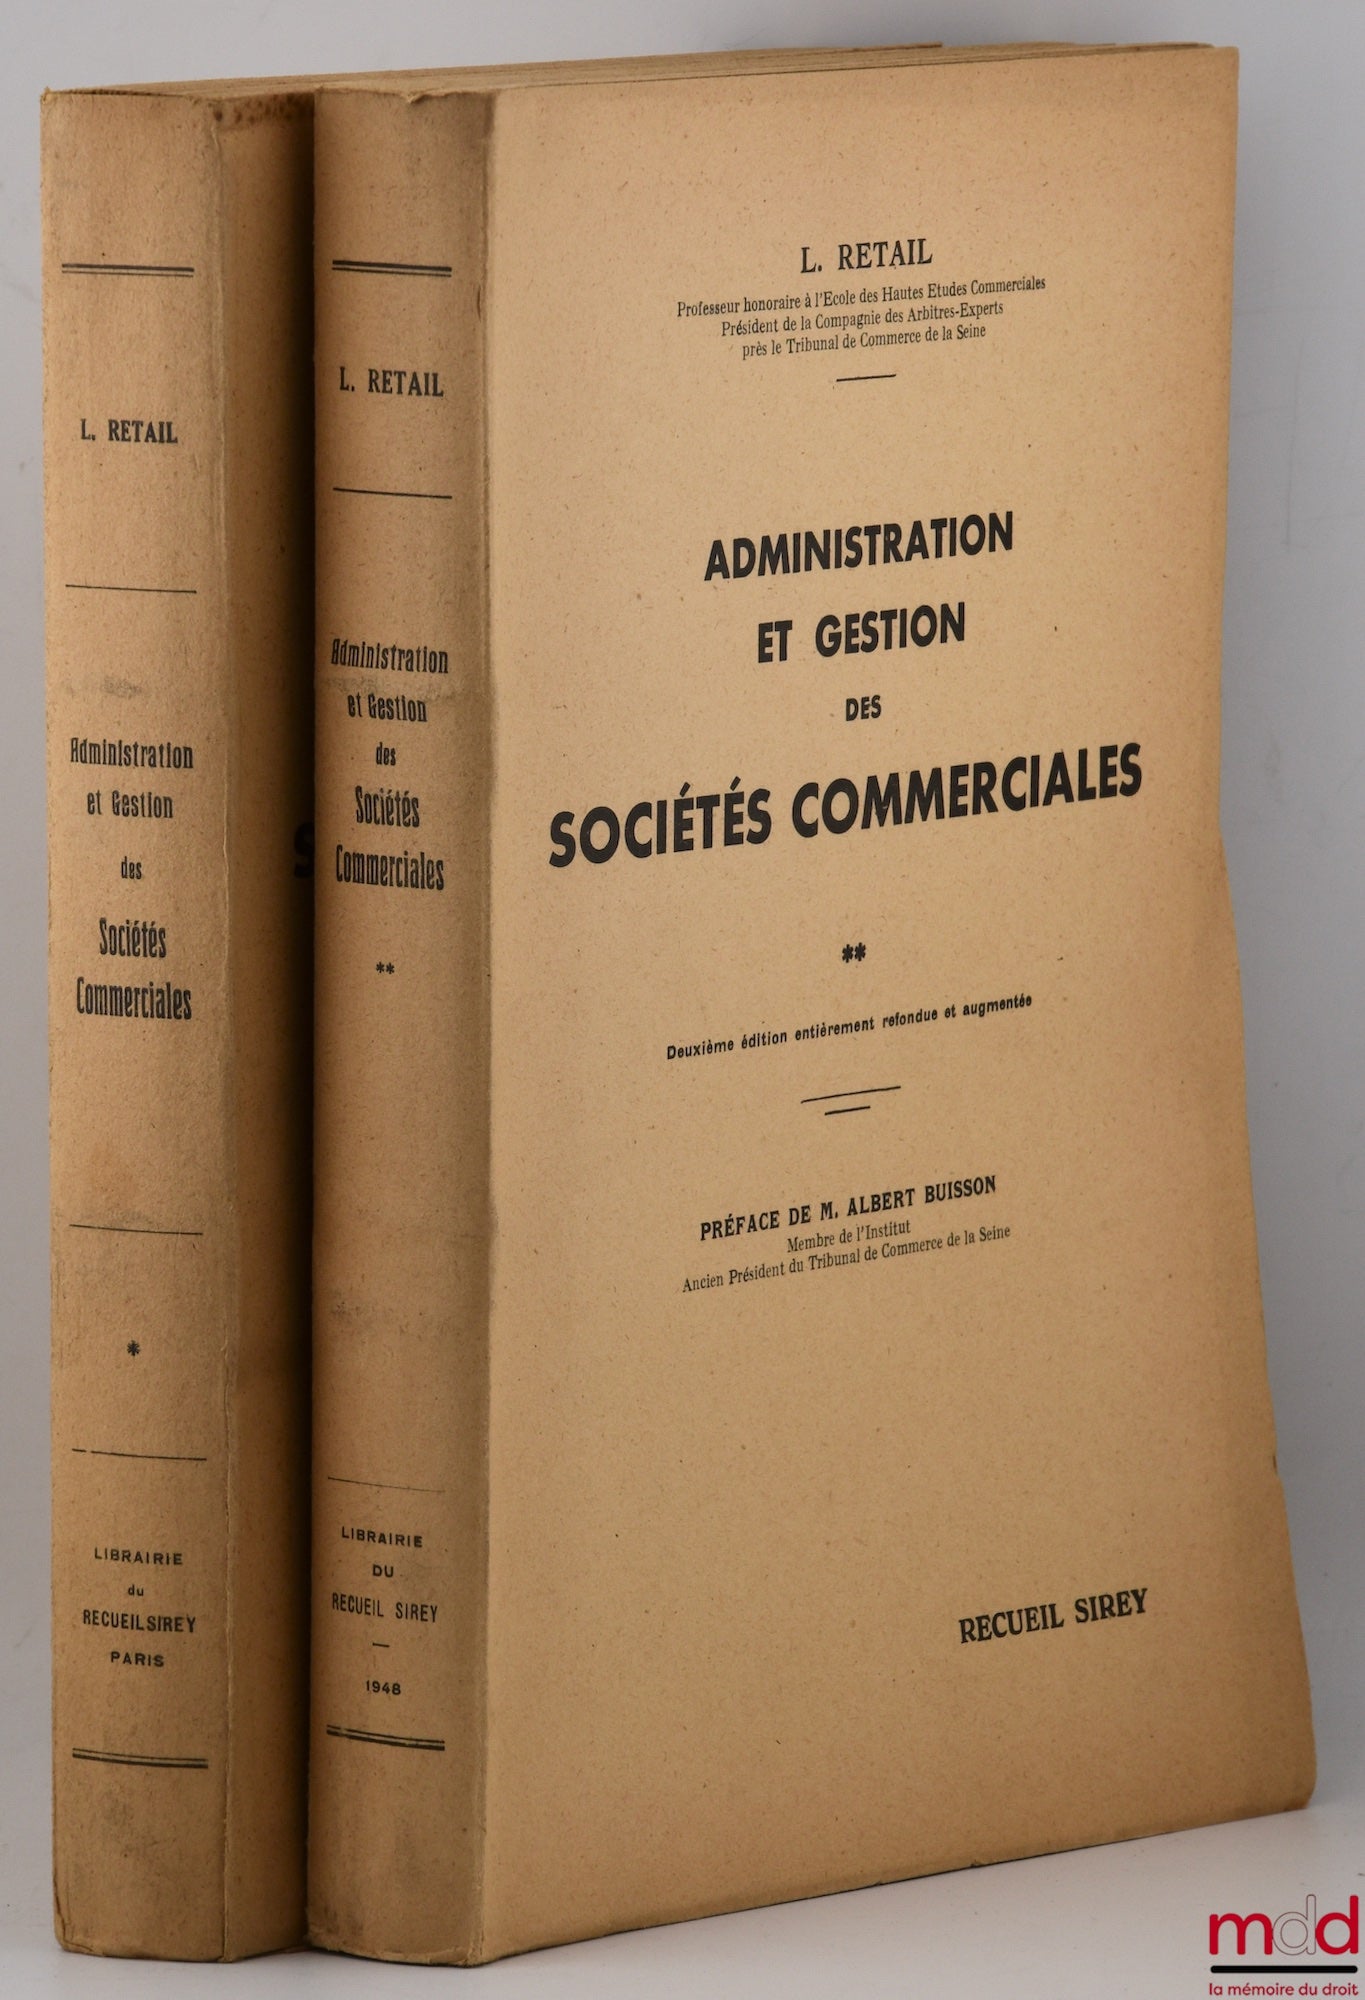 L. RETAIL
Administration
et Gestion
des
Sociétés
Commerciales
*
LIBRAIRIE
du
RECUEIL SIREY
PARIS
L. RETAIL
Administration
et Gestion
des
Sociétés
Commerciales
**
LIBRAIRIE
DU
RECUEIL SIREY
1948
L. RETAIL
Professeur honoraire à l'Ecole des Hautes Etudes Commerciales
Président de la Compagnie des Arbitres-Experts
près le Tribunal de Commerce de la Seine
ADMINISTRATION
ET GESTION
DES
SOCIÉTÉS COMMERCIALES
**
Deuxième édition entièrement refondue et augmentée
PRÉFACE DE M. ALBERT BUISSON
Membre de l'Institut
Ancien Président du Tribunal de Commerce de la Seine
RECUEIL SIREY
S
mdd
la mémoire du droit